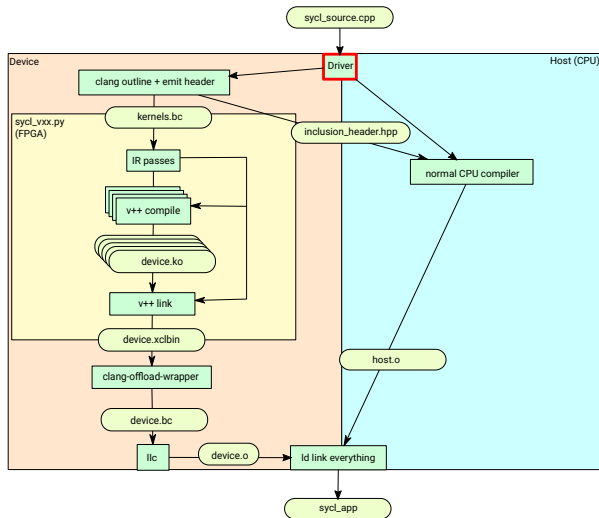 sycl_source.cpp
Device
Driver
Host (CPU)
clang outline + emit header
kernels.bc
sycl_vxx.py
(FPGA)
inclusion_header.hpp
IR passes
normal CPU compiler
v++ compile
device.ko
v++ link
device.xclbin
host.o
clang-offload-wrapper
device.bc
llc
device.o
ld link everything
sycl_app